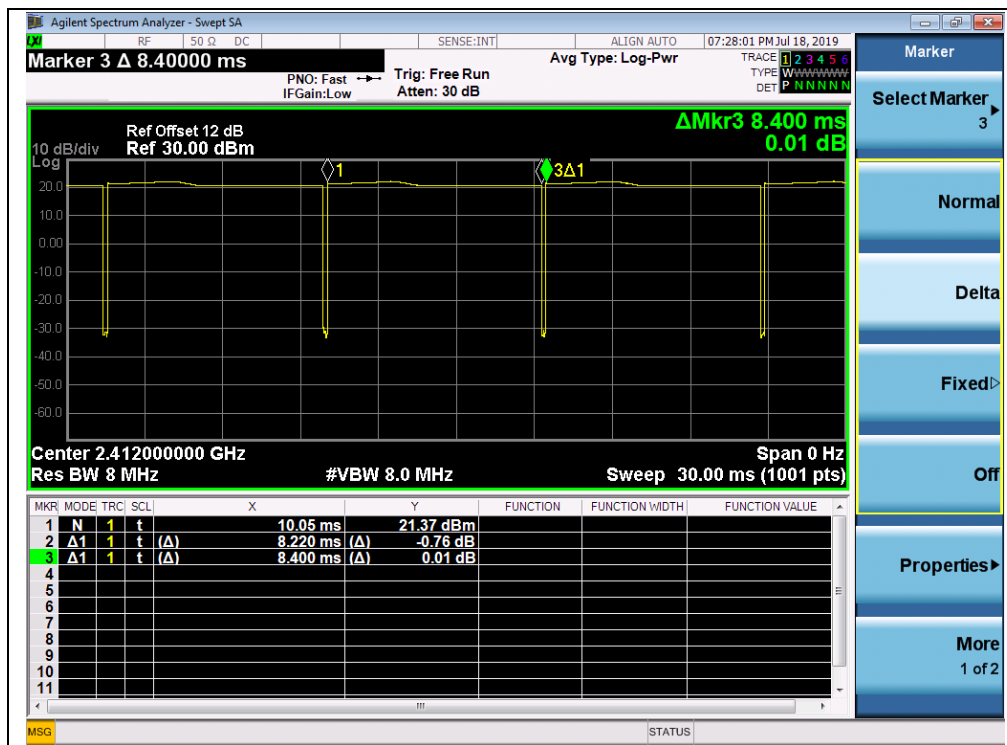 Agilent Spectrum Analyzer - Swept SA
LXI RF 50 Ω DC SENSE:INT ALIGN AUTO 07:28:01 PM Jul 18, 2019
Marker 3 Δ 8.40000 ms
PNO: Fast
IFGain:Low
Trig: Free Run
Atten: 30 dB
Avg Type: Log-Pwr
TRACE 1 2 3 4 5 6
TYPE W
DET P N N N N N
ΔMkr3 8.400 ms
0.01 dB
Ref Offset 12 dB
10 dB/div Ref 30.00 dBm
Log
1
3Δ1
20.0
10.0
0.00
-10.0
-20.0
-30.0
-40.0
-50.0
-60.0
Center 2.412000000 GHz Span 0 Hz
Res BW 8 MHz #VBW 8.0 MHz Sweep 30.00 ms (1001 pts)
MKR MODE TRC SCL X Y FUNCTION FUNCTION WIDTH FUNCTION VALUE
1 N 1 t 10.05 ms 21.37 dBm
2 Δ1 1 t (Δ) 8.220 ms (Δ) -0.76 dB
3 Δ1 1 t (Δ) 8.400 ms (Δ) 0.01 dB
4
5
6
7
8
9
10
11
MSG STATUS
Marker
Select Marker
3
Normal
Delta
Fixed
Off
Properties
More
1 of 2